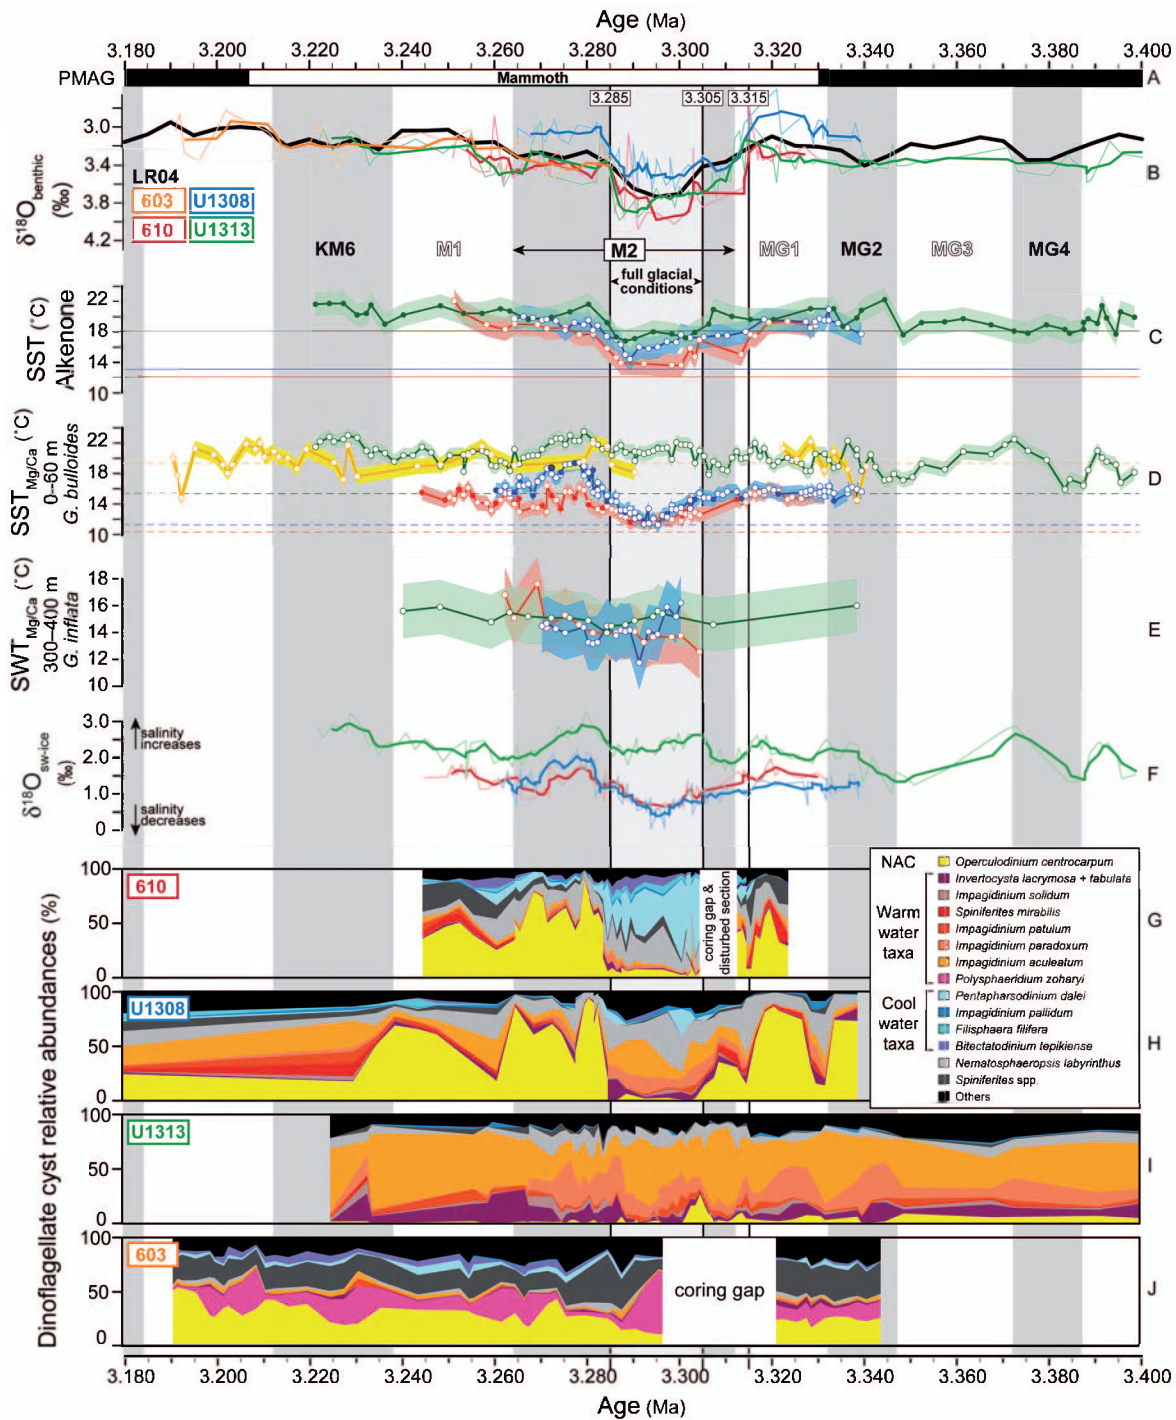 Age (Ma)
3.180 3.200 3.220 3.240 3.260 3.280 3.300 3.320 3.340 3.360 3.380 3.400
PMAG Mammoth A
3.285 3.305 3.315
3.0
3.4
3.8
4.2
δ18Obenthic
(‰)
B
LR04
603 U1308
610 U1313
KM6 M1 M2 MG1 MG2 MG3 MG4
full glacial
conditions
22
18
14
10
SST (°C)
Alkenone
C
22
18
14
10
SSTMg/Ca (°C)
0–60 m
G. bulloides
D
18
16
14
12
10
SWTMg/Ca (°C)
300–400 m
G. inflata
E
3.0
2.0
1.0
0
δ18Osw-ice
(‰)
salinity
increases
salinity
decreases
F
Dinoflagellate cyst relative abundances (%)
100
50
0
610
coring gap &
disturbed section
G
NAC Operculodinium centrocarpum
Warm
water
taxa
Invertocysta lacrymosa + tabulata
Impagidinium solidum
Spiniferites mirabilis
Impagidinium patulum
Impagidinium paradoxum
Impagidinium aculeatum
Polysphaeridium zoharyi
Cool
water
taxa
Pentapharsodinium dalei
Impagidinium pallidum
Filisphaera filifera
Bitectatodinium tepikiense
Nematosphaeropsis labyrinthus
Spiniferites spp.
Others
100
50
0
U1308
H
100
50
0
U1313
I
100
50
0
603
coring gap
J
3.180 3.200 3.220 3.240 3.260 3.280 3.300 3.320 3.340 3.360 3.380 3.400
Age (Ma)